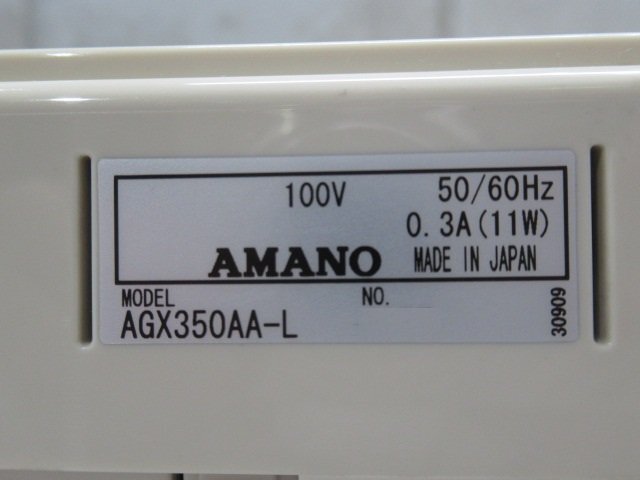 100V 50/60Hz
0.3A(11W)
AMANO MADE IN JAPAN
MODEL NO.
AGX350AA-L
30909